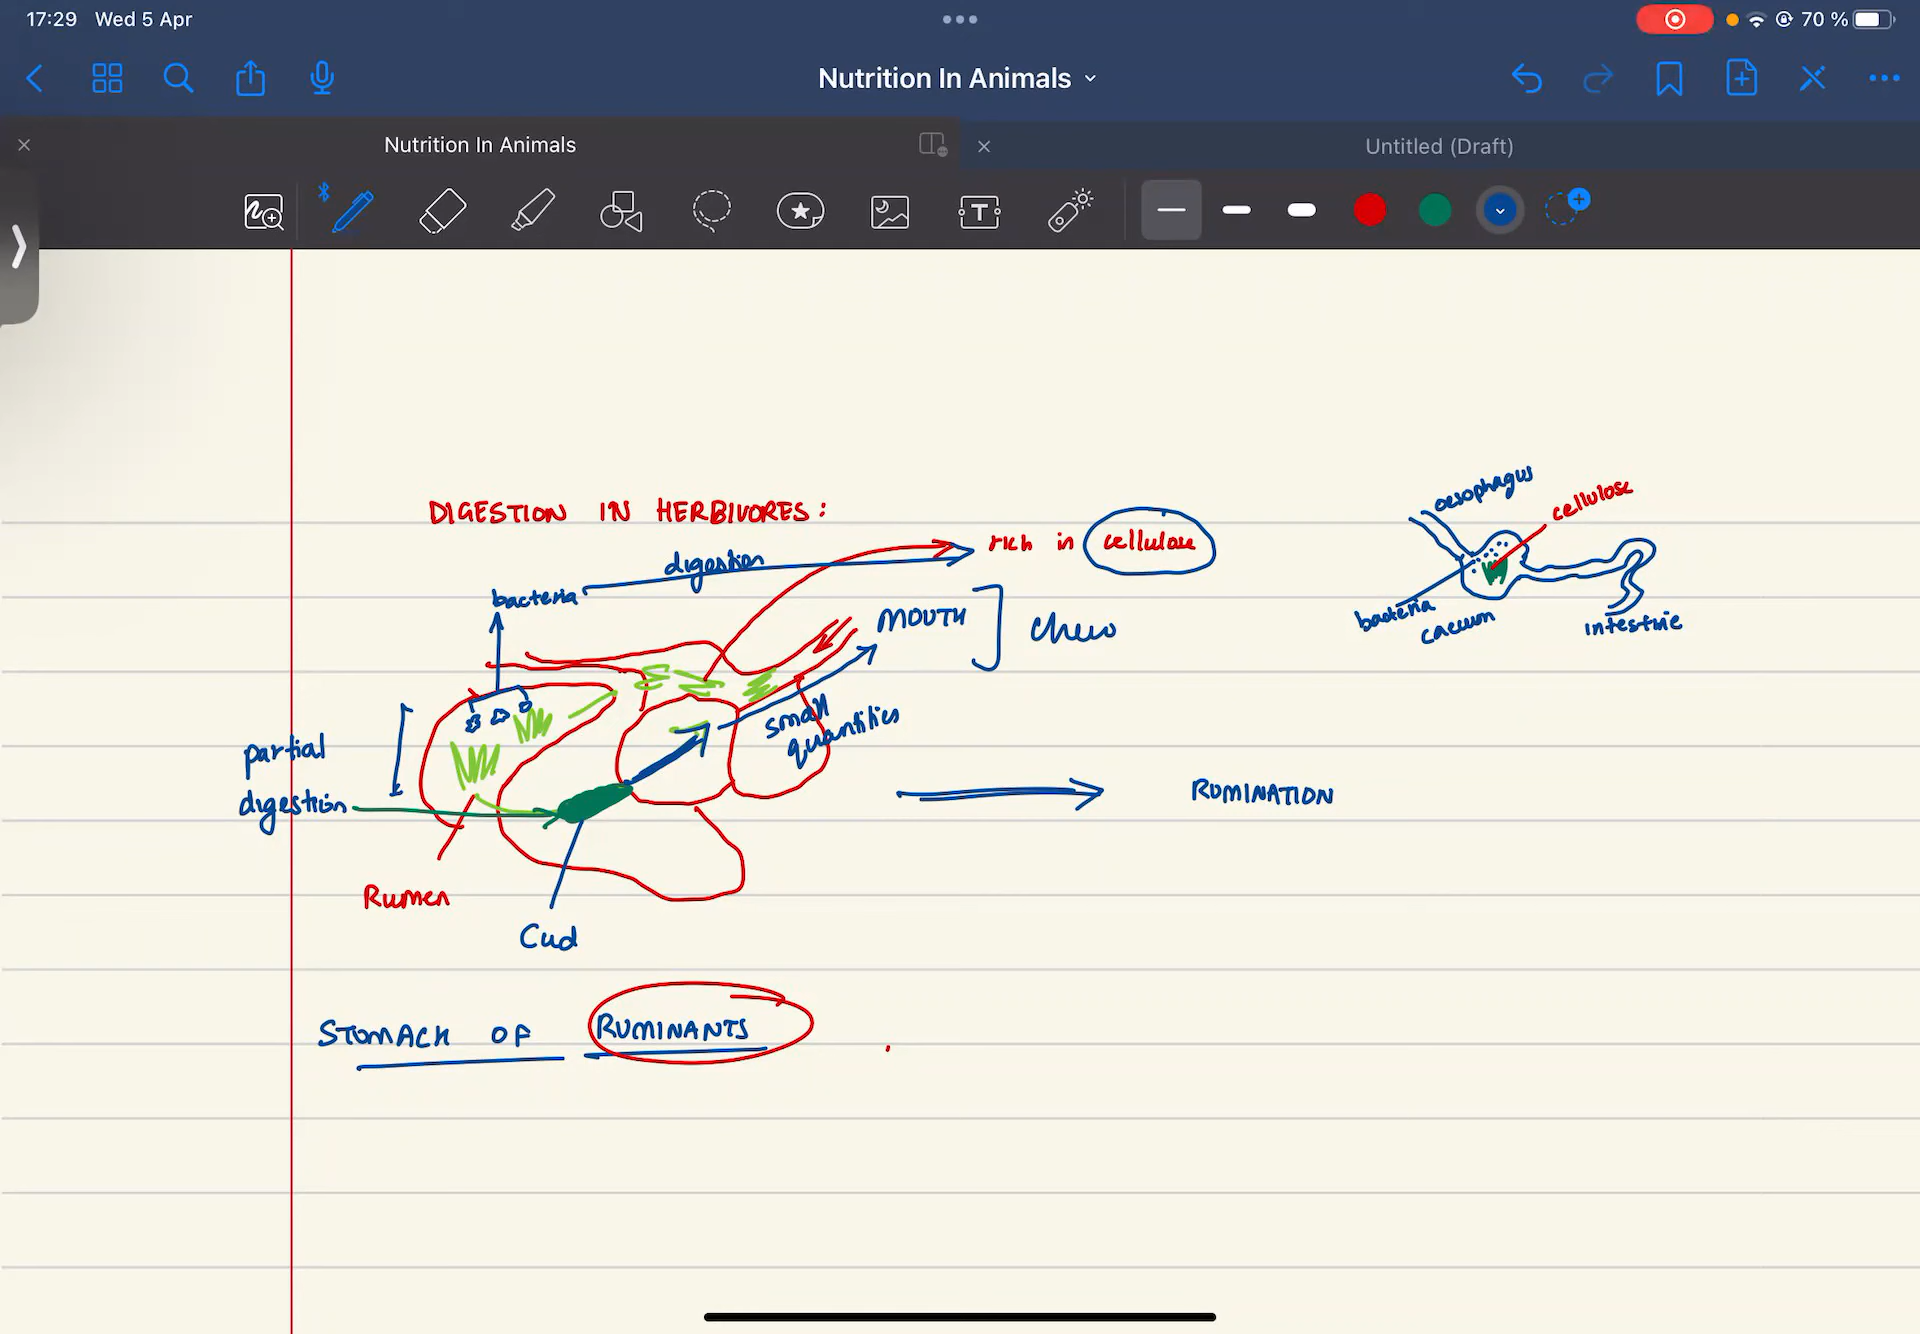 17:29 Wed 5 Apr
70 %
Nutrition In Animals
Nutrition In Animals
Untitled (Draft)
T
DIGESTION IN HERBIVORES :
digestion
rich in cellulose
bacteria
MOUTH
chew
small
quantities
partial
digestion
RUMINATION
Rumen
Cud
STOMACH OF RUMINANTS
oesophagus
cellulose
bacteria
caecum
intestine